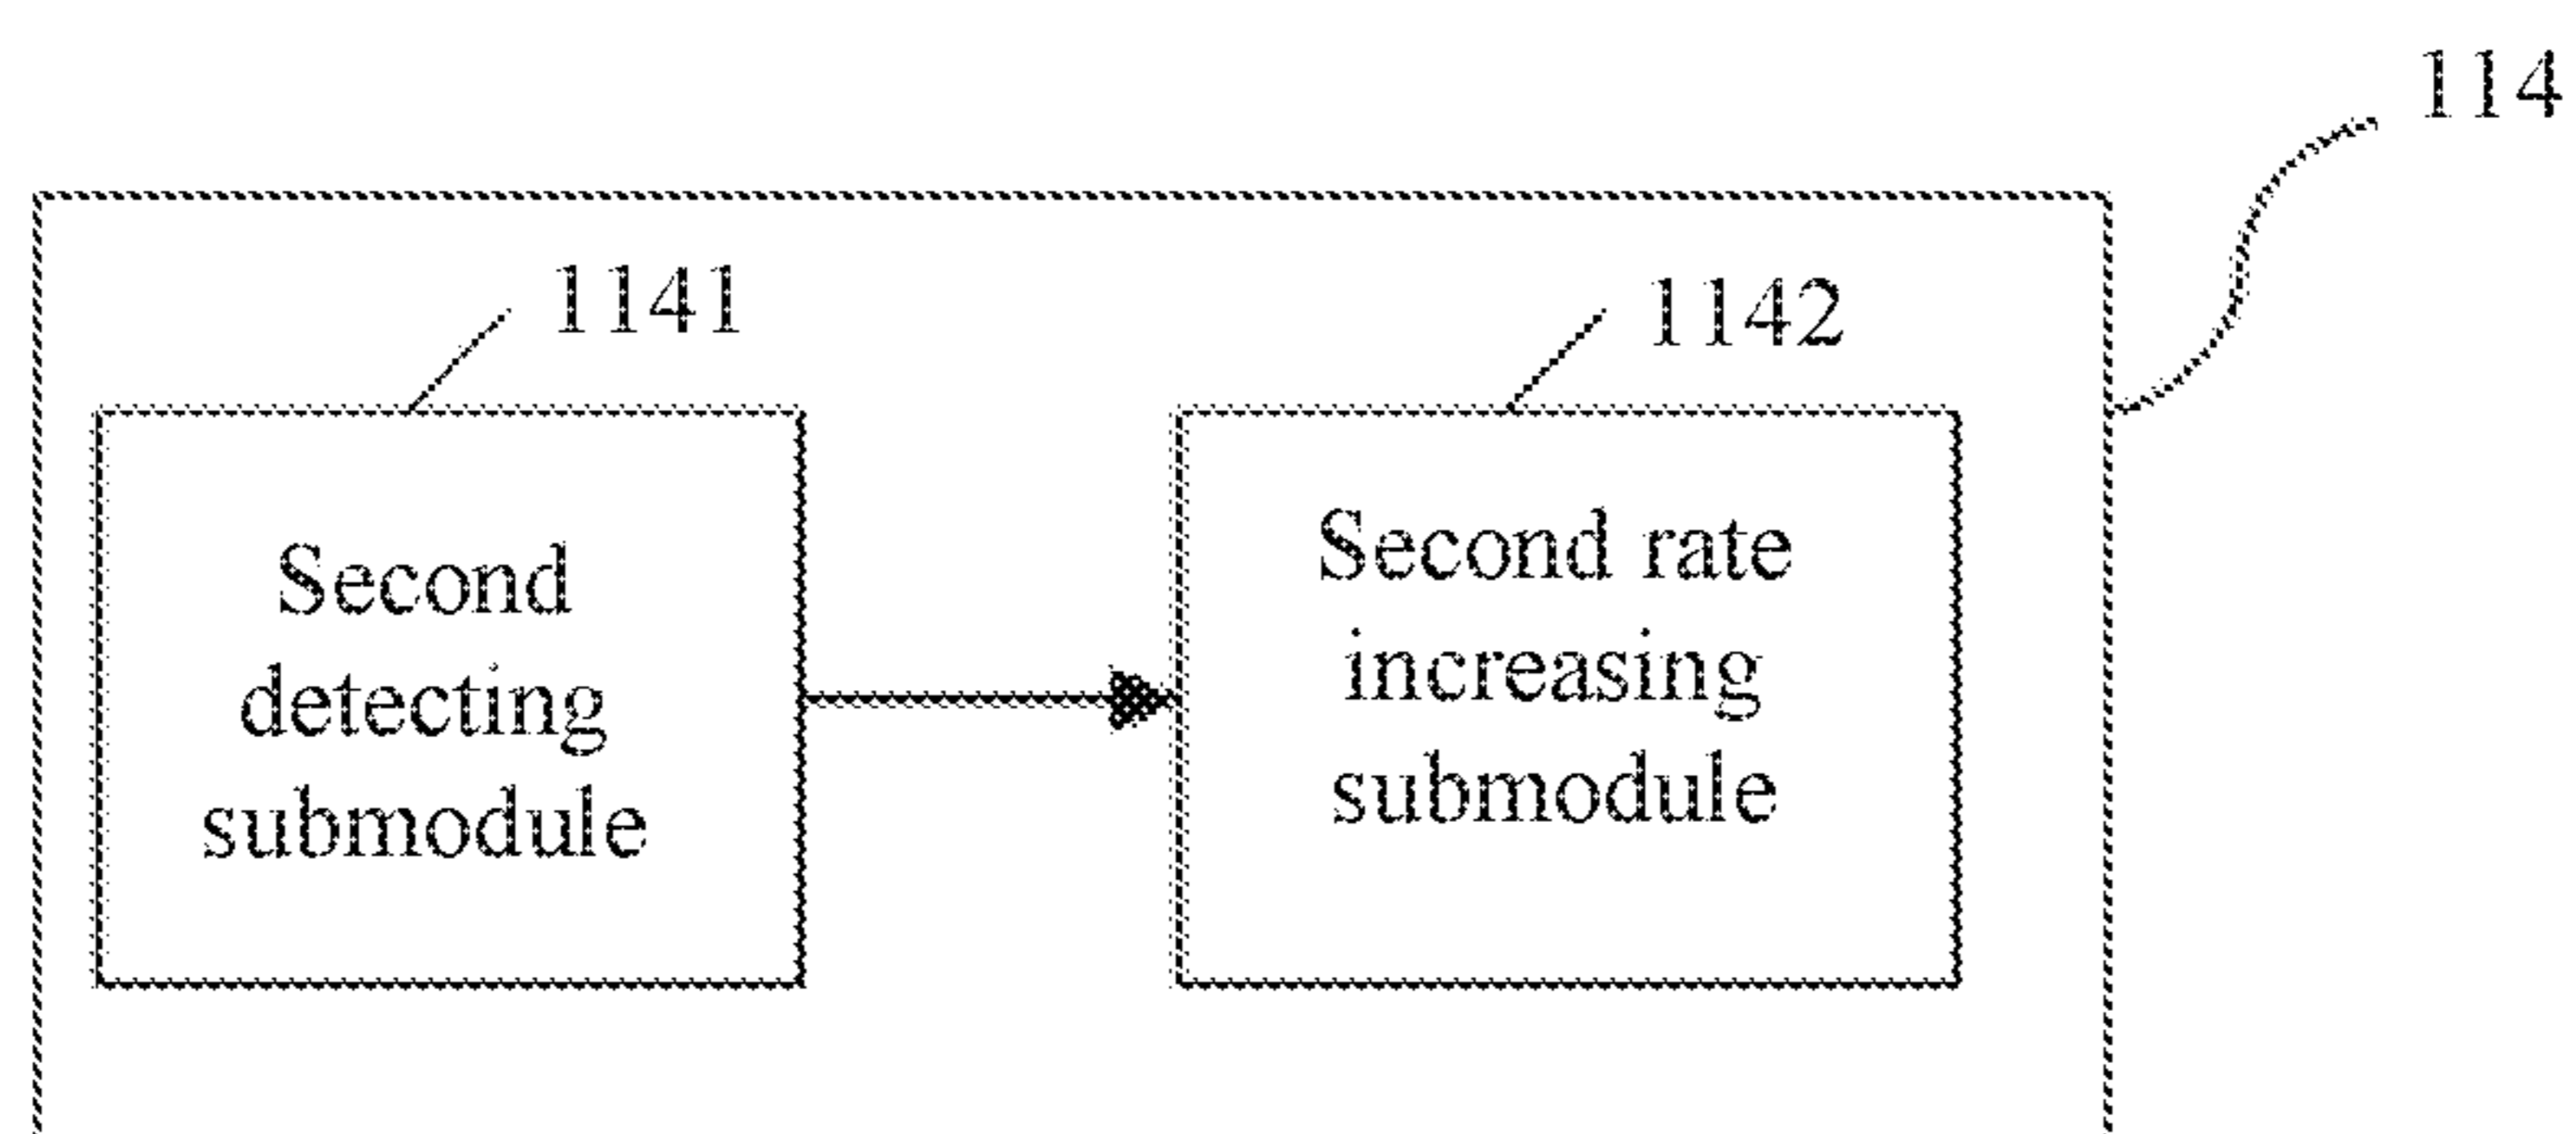 114
1141
1142
Second
detecting
submodule
Second rate
increasing
submodule